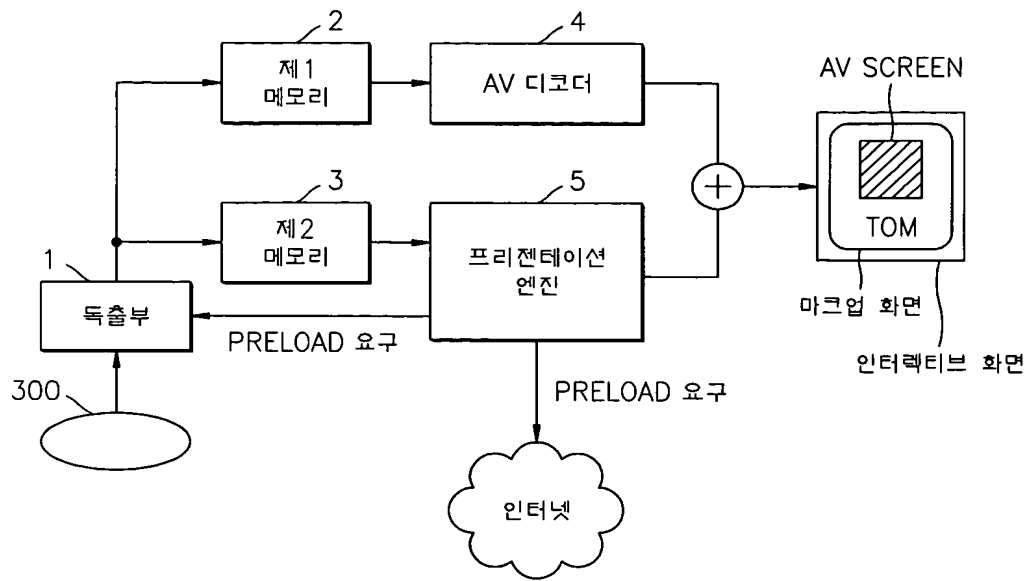 2
제1
메모리
4
AV 디코더
AV SCREEN
TOM
마크업 화면
인터렉티브 화면
3
제2
메모리
5
프리젠테이션
엔진
1
독출부
PRELOAD 요구
300
PRELOAD 요구
인터넷